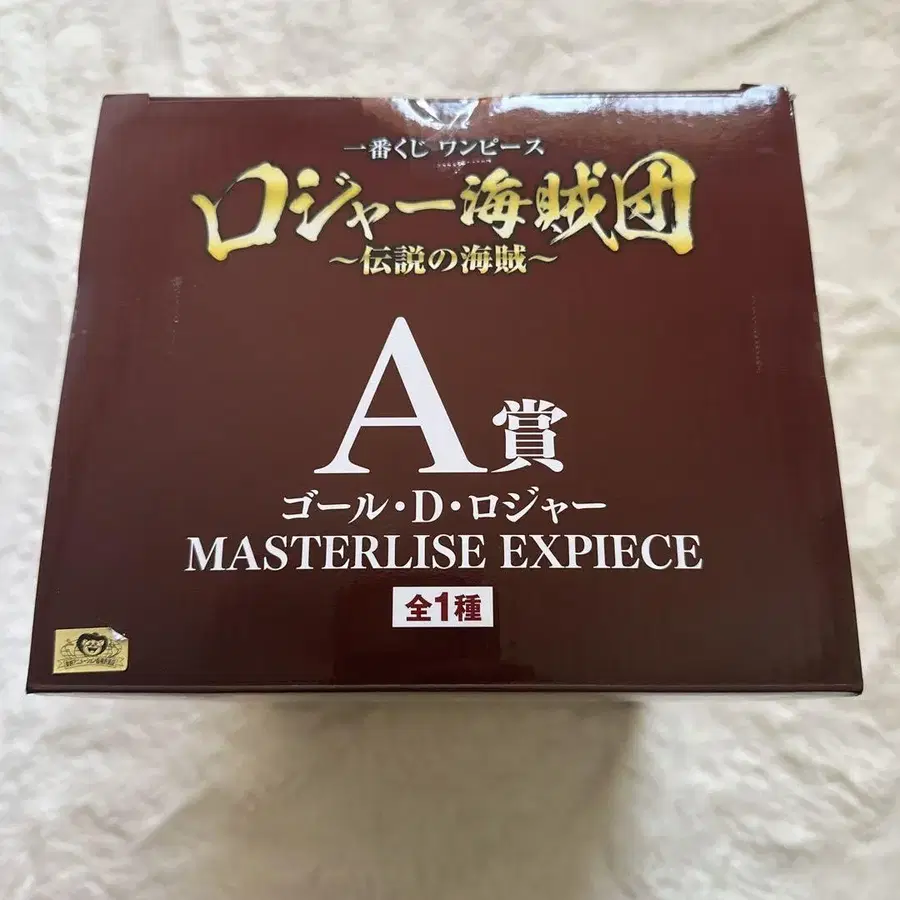 一番くじ ワンピース
ロジャー海賊団
～伝説の海賊～
A賞
ゴール・D・ロジャー
MASTERLISE EXPIECE
全1種